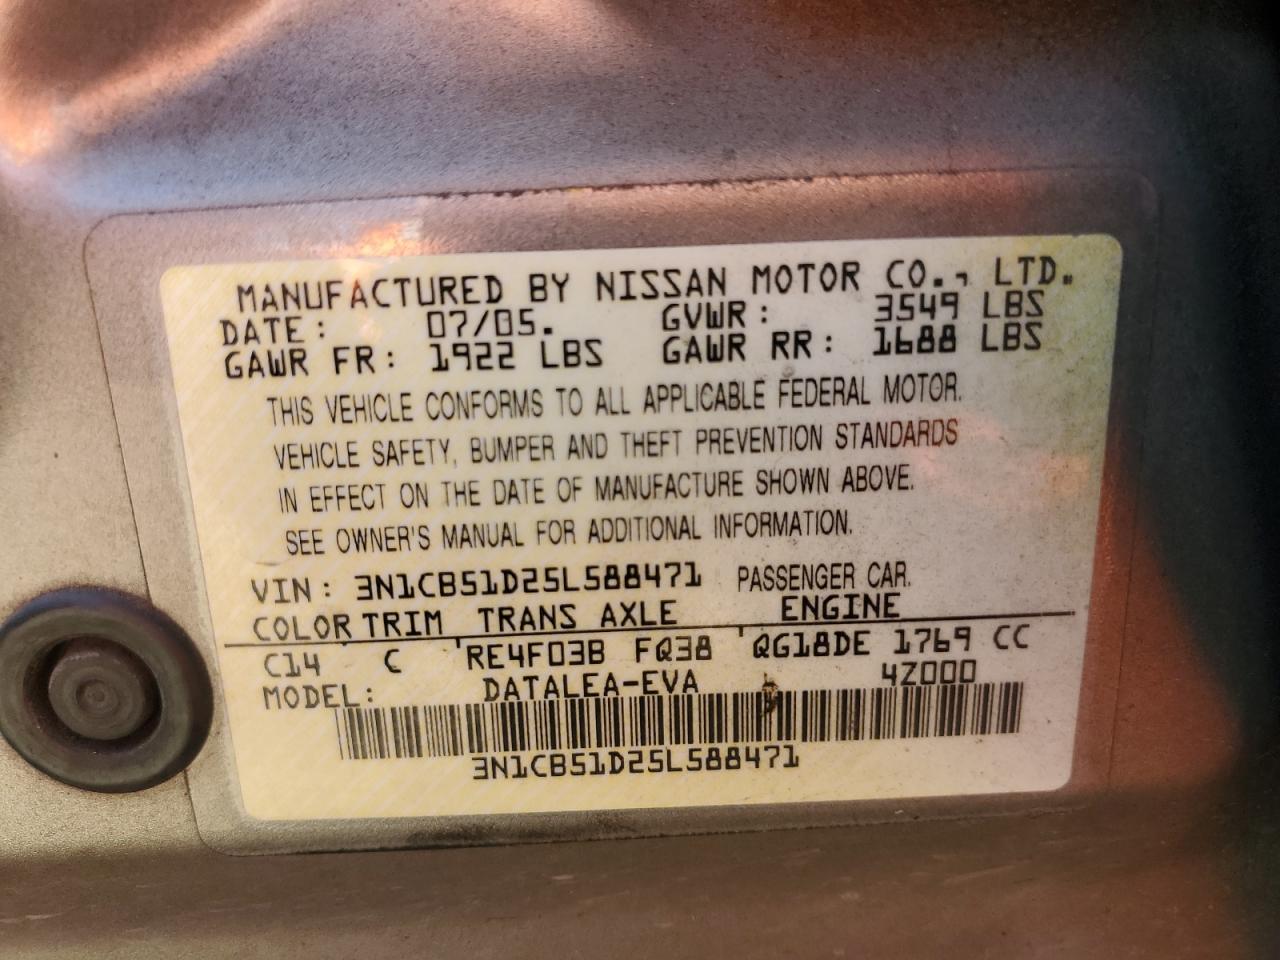 MANUFACTURED BY NISSAN MOTOR CO., LTD.
DATE: 07/05. GVWR: 3549 LBS
GAWR FR: 1922 LBS GAWR RR: 1688 LBS
THIS VEHICLE CONFORMS TO ALL APPLICABLE FEDERAL MOTOR.
VEHICLE SAFETY, BUMPER AND THEFT PREVENTION STANDARDS
IN EFFECT ON THE DATE OF MANUFACTURE SHOWN ABOVE.
SEE OWNER'S MANUAL FOR ADDITIONAL INFORMATION.
VIN: 3N1CB51D25L588471 PASSENGER CAR.
COLOR TRIM TRANS AXLE ENGINE
C14 C 'RE4F03B FQ38 'QG18DE 1769 CC
MODEL: DATALEA-EVA 4Z000
3N1CB51D25L588471